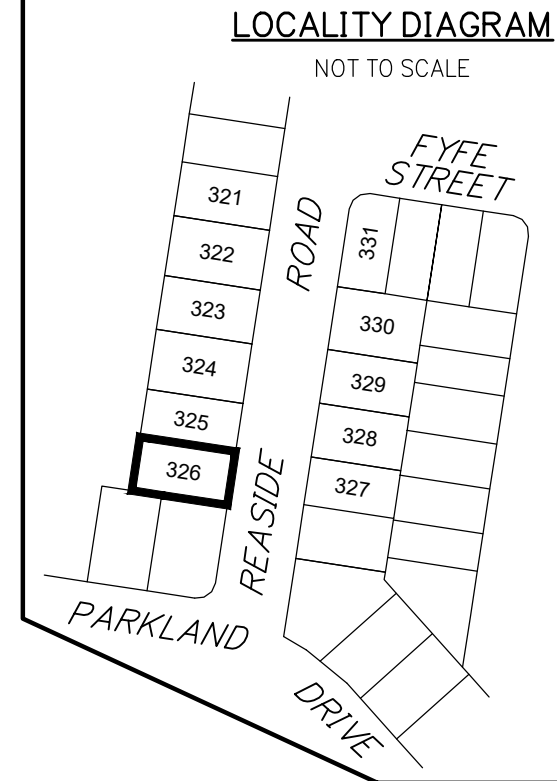 LOCALITY DIAGRAM
NOT TO SCALE
FYFE
STREET
321
322
323
324
325
326
ROAD
REASIDE
331
330
329
328
327
PARKLAND
DRIVE